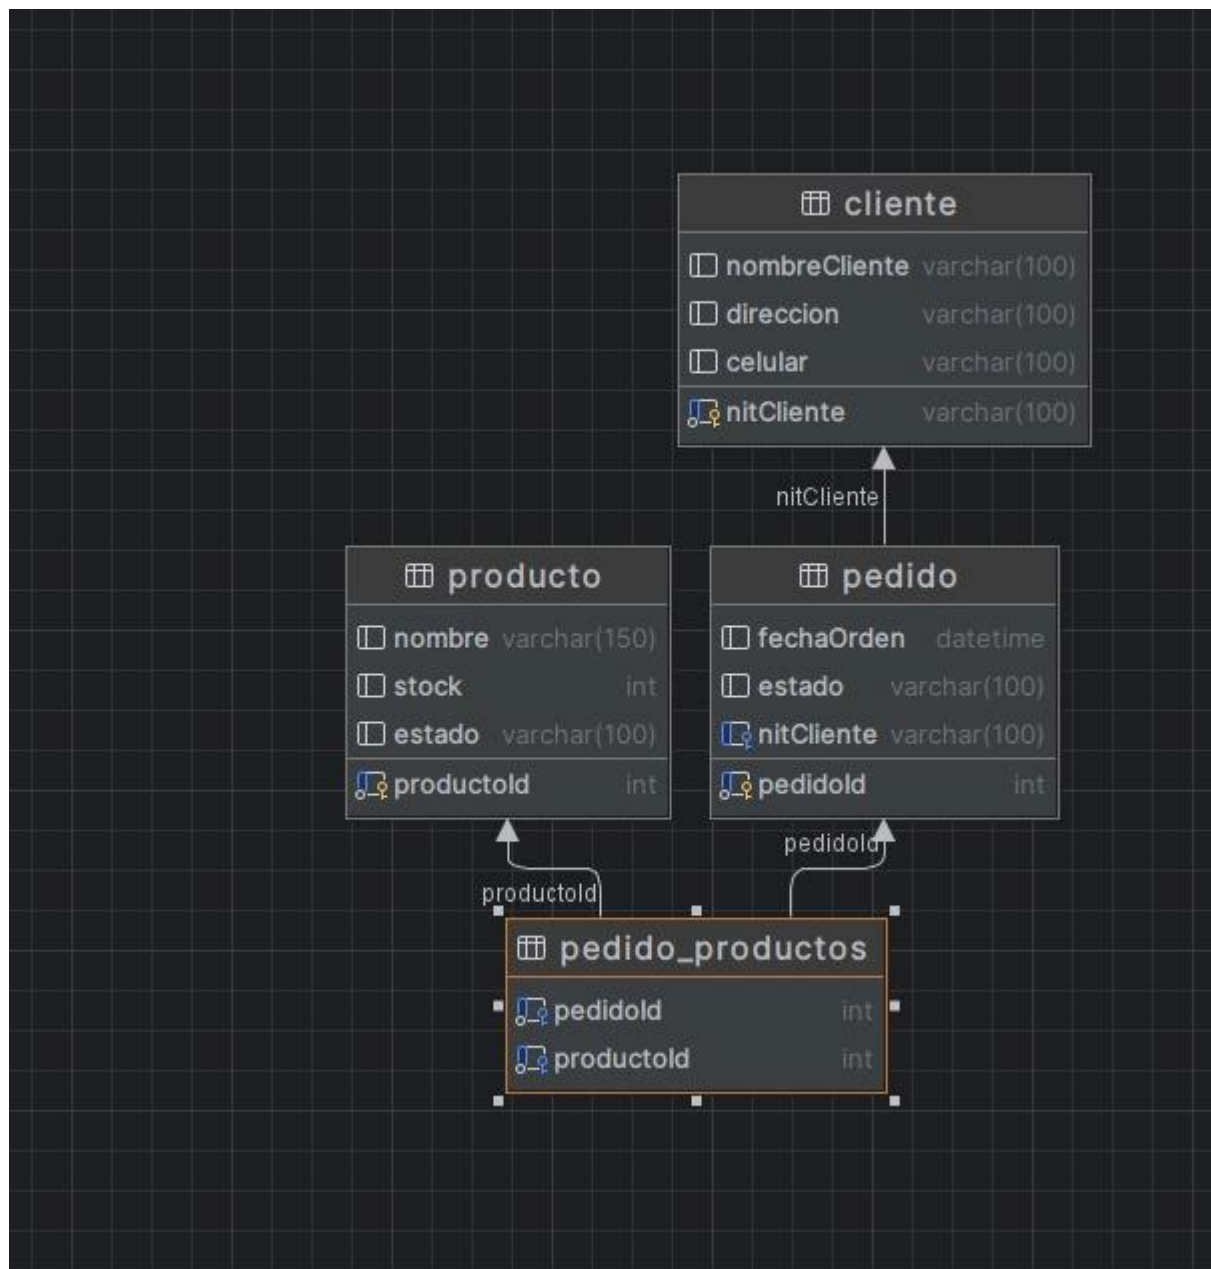 cliente
nombreCliente varchar(100)
direccion varchar(100)
celular varchar(100)
nitCliente varchar(100)
nitCliente
producto
nombre varchar(150)
stock int
estado varchar(100)
productoId int
pedido
fechaOrden datetime
estado varchar(100)
nitCliente varchar(100)
pedidoId int
productoId
pedidoId
pedido_productos
pedidoId int
productoId int